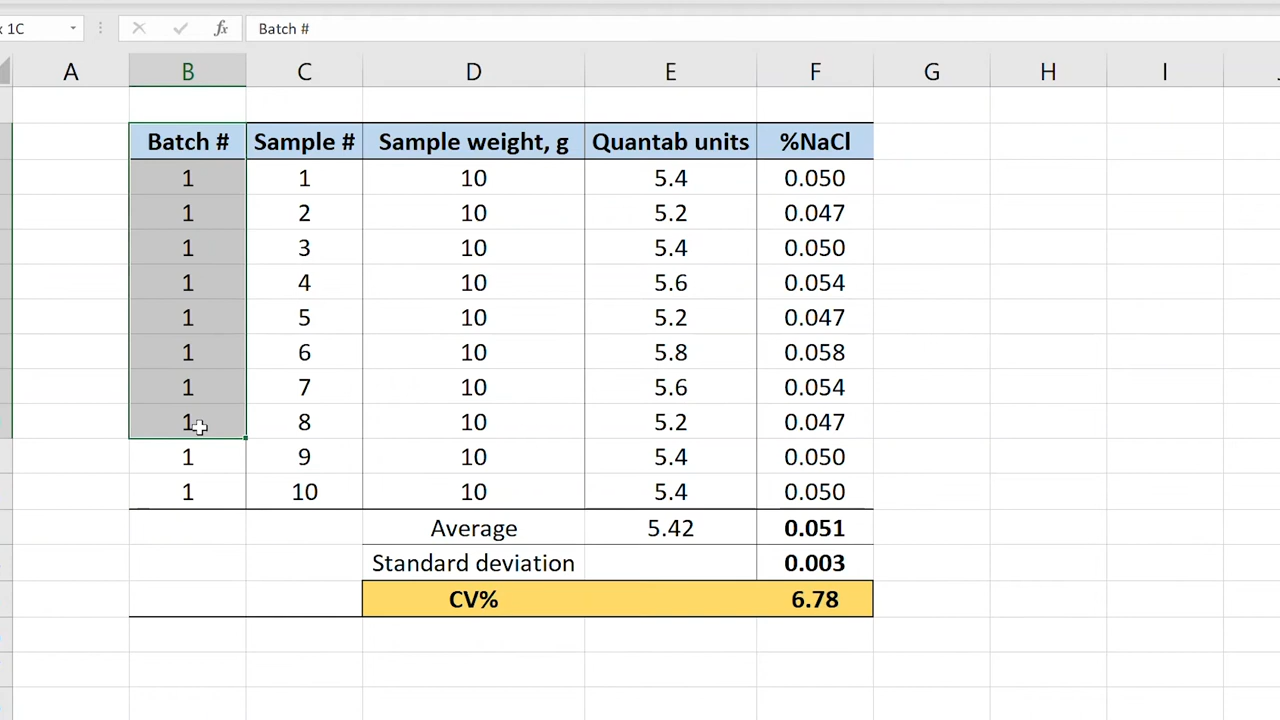 x 1C fx Batch #
A B C D E F G H I
Batch # Sample # Sample weight, g Quantab units %NaCl
1 1 10 5.4 0.050
1 2 10 5.2 0.047
1 3 10 5.4 0.050
1 4 10 5.6 0.054
1 5 10 5.2 0.047
1 6 10 5.8 0.058
1 7 10 5.6 0.054
1 8 10 5.2 0.047
1 9 10 5.4 0.050
1 10 10 5.4 0.050
Average 5.42 0.051
Standard deviation 0.003
CV% 6.78